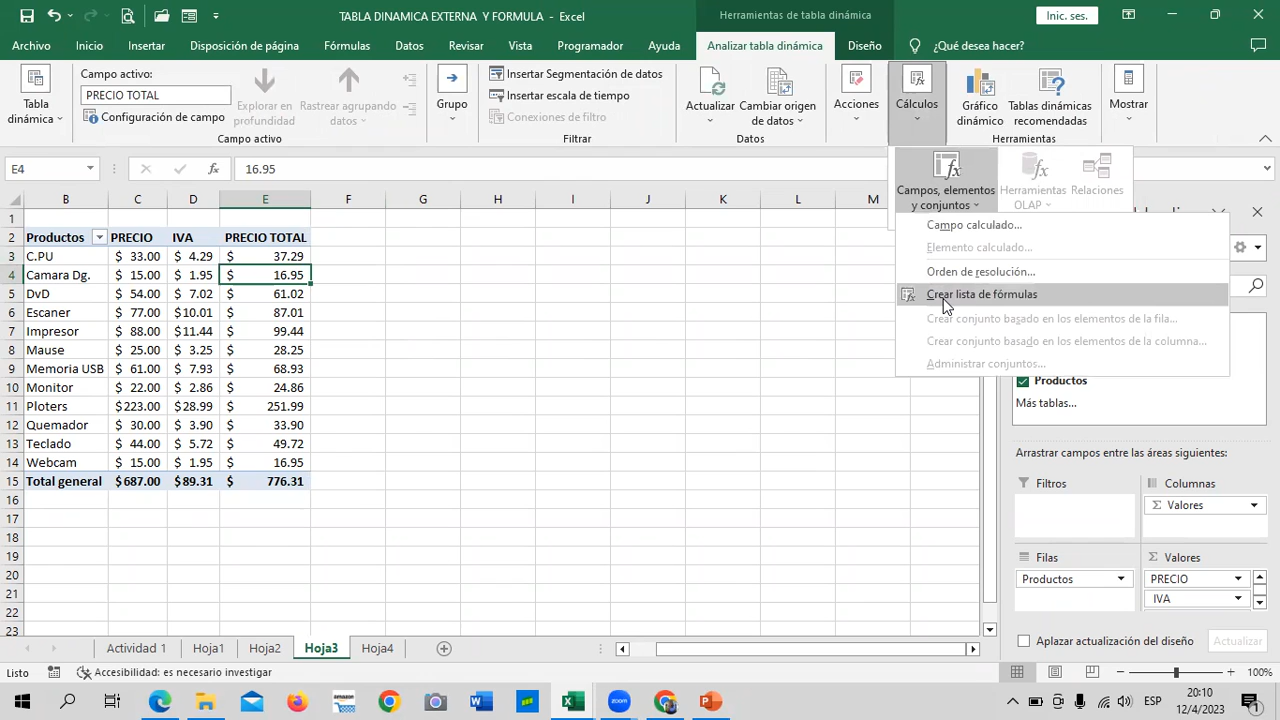 TABLA DINAMICA EXTERNA Y FORMULA - Excel
Herramientas de tabla dinámica
Inic. ses.
Archivo Inicio Insertar Disposición de página Fórmulas Datos Revisar Vista Programador Ayuda Analizar tabla dinámica Diseño ¿Qué desea hacer?
Campo activo:
PRECIO TOTAL
Configuración de campo
Tabla
dinámica
Explorar en
profundidad
Rastrear agrupando
datos
Campo activo
Grupo
Insertar Segmentación de datos
Insertar escala de tiempo
Conexiones de filtro
Filtrar
Actualizar
Cambiar origen
de datos
Datos
Acciones
Cálculos
Gráfico
dinámico
Tablas dinámicas
recomendadas
Herramientas
Mostrar
E4 fx 16.95
Campos, elementos
y conjuntos
Herramientas
OLAP
Relaciones
Campo calculado...
Elemento calculado...
Orden de resolución...
Crear lista de fórmulas
Crear conjunto basado en los elementos de la fila...
Crear conjunto basado en los elementos de la columna...
Administrar conjuntos...
B C D E F G H I J K L M
1
2 Productos PRECIO IVA PRECIO TOTAL
3 C.PU $ 33.00 $ 4.29 $ 37.29
4 Camara Dg. $ 15.00 $ 1.95 $ 16.95
5 DvD $ 54.00 $ 7.02 $ 61.02
6 Escaner $ 77.00 $10.01 $ 87.01
7 Impresor $ 88.00 $11.44 $ 99.44
8 Mause $ 25.00 $ 3.25 $ 28.25
9 Memoria USB $ 61.00 $ 7.93 $ 68.93
10 Monitor $ 22.00 $ 2.86 $ 24.86
11 Ploters $223.00 $28.99 $ 251.99
12 Quemador $ 30.00 $ 3.90 $ 33.90
13 Teclado $ 44.00 $ 5.72 $ 49.72
14 Webcam $ 15.00 $ 1.95 $ 16.95
15 Total general $687.00 $89.31 $ 776.31
16
17
18
19
20
21
22
23
Productos
Más tablas...
Arrastrar campos entre las áreas siguientes:
Filtros
Columnas
Σ Valores
Filas
Productos
Σ Valores
PRECIO
IVA
Aplazar actualización del diseño Actualizar
Actividad 1 Hoja1 Hoja2 Hoja3 Hoja4
Listo Accesibilidad: es necesario investigar 100%
amazon
zoom
ESP
20:10
12/4/2023
1